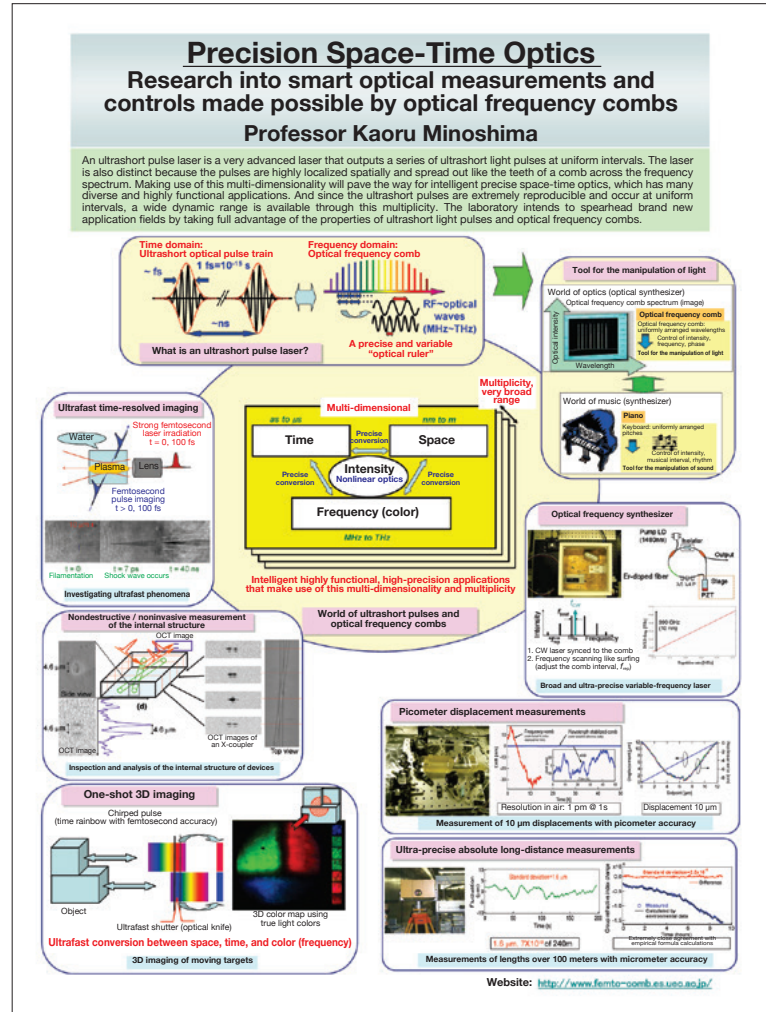 Precision Space-Time Optics
Research into smart optical measurements and
controls made possible by optical frequency combs
Professor Kaoru Minoshima
An ultrashort pulse laser is a very advanced laser that outputs a series of ultrashort light pulses at uniform intervals. The laser
is also distinct because the pulses are highly localized spatially and spread out like the teeth of a comb across the frequency
spectrum. Making use of this multi-dimensionality will pave the way for intelligent precise space-time optics, which has many
diverse and highly functional applications. And since the ultrashort pulses are extremely reproducible and occur at uniform
intervals, a wide dynamic range is available through this multiplicity. The laboratory intends to spearhead brand new
application fields by taking full advantage of the properties of ultrashort light pulses and optical frequency combs.
Time domain:
Ultrashort optical pulse train
~ fs
1 fs=10⁻¹⁵ s
~ns
Frequency domain:
Optical frequency comb
RF~optical
waves
(MHz~THz)
A precise and variable
"optical ruler"
What is an ultrashort pulse laser?
Tool for the manipulation of light
World of optics (optical synthesizer)
Optical frequency comb spectrum (image)
Optical intensity
Wavelength
Optical frequency comb
Optical frequency comb:
uniformly arranged wavelengths
Control of intensity,
frequency, phase
Tool for the manipulation of light
World of music (synthesizer)
Piano
Keyboard: uniformly arranged
pitches
Control of intensity,
musical interval, rhythm
Tool for the manipulation of sound
Multiplicity,
very broad
range
Multi-dimensional
as to us
nm to m
Time
Precise
conversion
Space
Intensity
Nonlinear optics
Precise
conversion
Precise
conversion
Frequency (color)
MHz to THz
Intelligent highly functional, high-precision applications
that make use of this multi-dimensionality and multiplicity
World of ultrashort pulses and
optical frequency combs
Ultrafast time-resolved imaging
Strong femtosecond
laser irradiation
t = 0, 100 fs
Water
Plasma
Lens
Femtosecond
pulse imaging
t > 0, 100 fs
t = 0
t = 7 ps
t = 40 ns
Filamentation
Shock wave occurs
Investigating ultrafast phenomena
Optical frequency synthesizer
Pump LD
(1480nm)
Isolator
Output
Er-doped fiber
Stage
PZT
Intensity
Frequency
1. CW laser synced to the comb
2. Frequency scanning like surfing
(adjust the comb interval, f_rep)
Broad and ultra-precise variable-frequency laser
Nondestructive / noninvasive measurement
of the internal structure
OCT image
4.6 μm
Side view
(d)
4.6 μm
4.6 μm
OCT image
OCT images of
an X-coupler
Top view
Inspection and analysis of the internal structure of devices
Picometer displacement measurements
Time [s]
Resolution in air: 1 pm @ 1s
Displacement 10 μm
Measurement of 10 μm displacements with picometer accuracy
One-shot 3D imaging
Chirped pulse
(time rainbow with femtosecond accuracy)
Object
Ultrafast shutter (optical knife)
3D color map using
true light colors
Ultrafast conversion between space, time, and color (frequency)
3D imaging of moving targets
Ultra-precise absolute long-distance measurements
Time (s)
of 240m
Difference
Measured
Calculated by
environmental data
Time (hours)
Extremely close agreement with
empirical formula calculations
Measurements of lengths over 100 meters with micrometer accuracy
Website: http://www.femto-comb.es.uec.ac.jp/